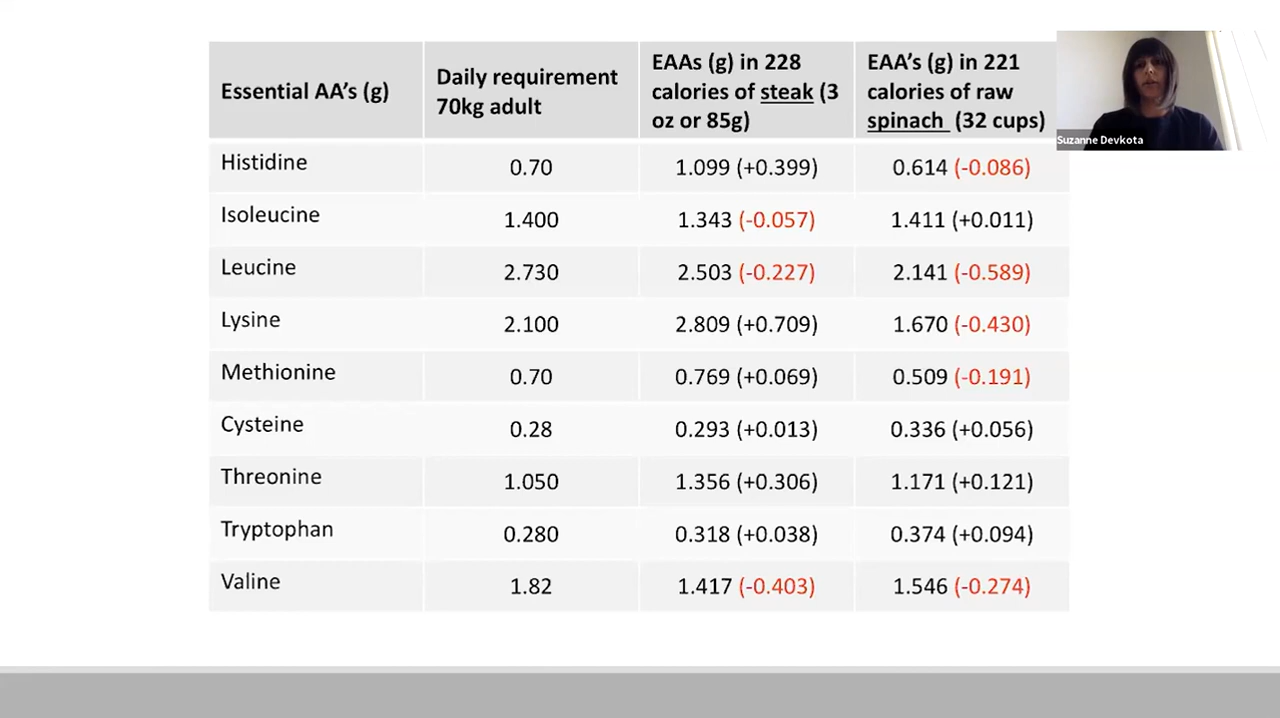 Essential AA's (g)
Daily requirement
70kg adult
EAAs (g) in 228
calories of steak (3
oz or 85g)
EAA's (g) in 221
calories of raw
spinach (32 cups)
Suzanne Devkota
Histidine 0.70 1.099 (+0.399) 0.614 (-0.086)
Isoleucine 1.400 1.343 (-0.057) 1.411 (+0.011)
Leucine 2.730 2.503 (-0.227) 2.141 (-0.589)
Lysine 2.100 2.809 (+0.709) 1.670 (-0.430)
Methionine 0.70 0.769 (+0.069) 0.509 (-0.191)
Cysteine 0.28 0.293 (+0.013) 0.336 (+0.056)
Threonine 1.050 1.356 (+0.306) 1.171 (+0.121)
Tryptophan 0.280 0.318 (+0.038) 0.374 (+0.094)
Valine 1.82 1.417 (-0.403) 1.546 (-0.274)